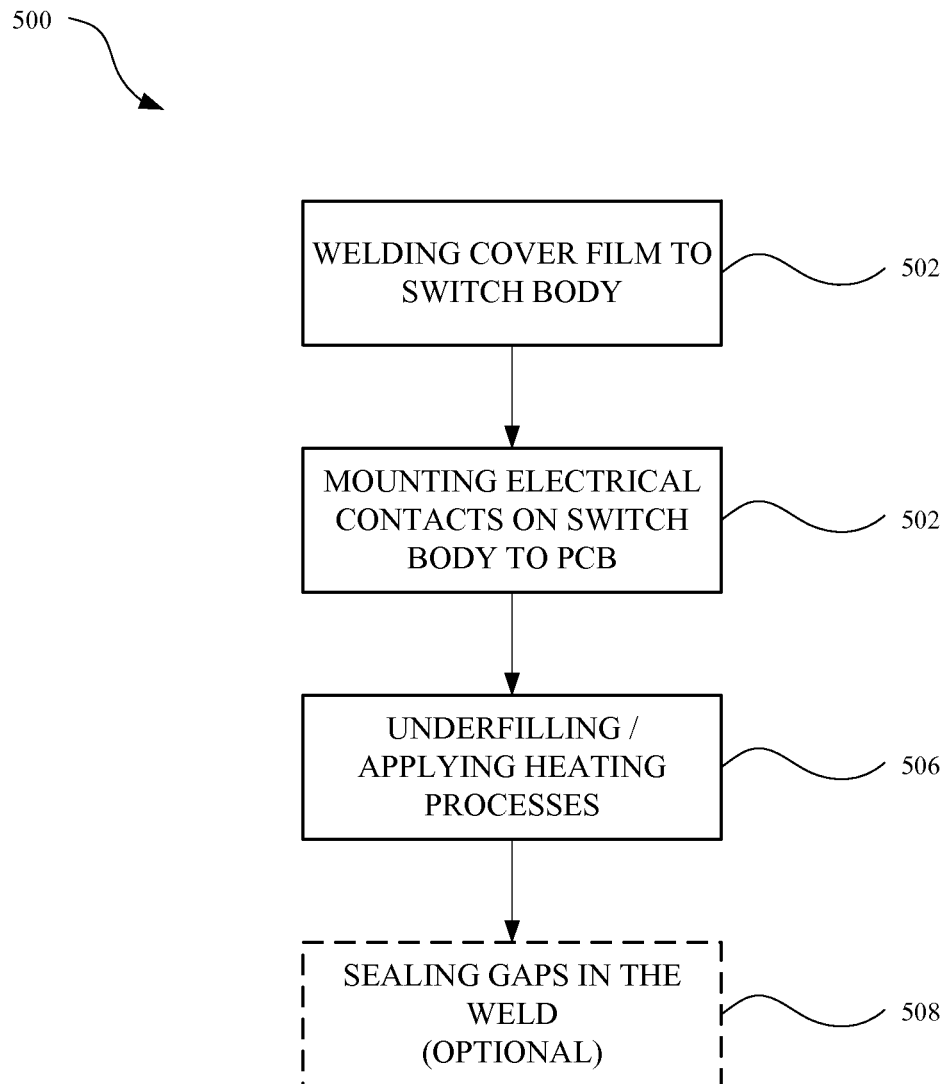 500
WELDING COVER FILM TO
SWITCH BODY
502
MOUNTING ELECTRICAL
CONTACTS ON SWITCH
BODY TO PCB
502
UNDERFILLING /
APPLYING HEATING
PROCESSES
506
SEALING GAPS IN THE
WELD
(OPTIONAL)
508